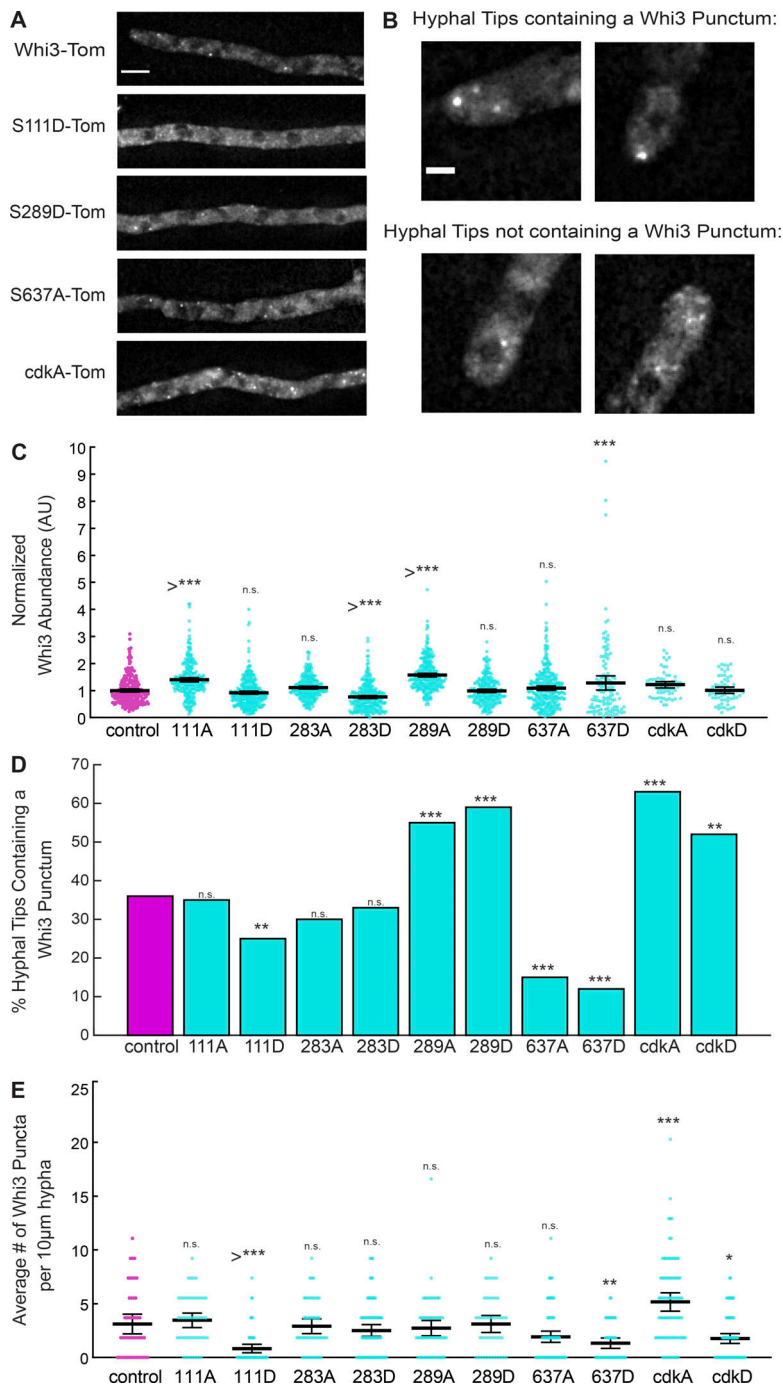 A
Whi3-Tom
S111D-Tom
S289D-Tom
S637A-Tom
cdkA-Tom
B
Hyphal Tips containing a Whi3 Punctum:
Hyphal Tips not containing a Whi3 Punctum:
C
Normalized
Whi3 Abundance (AU)
10
9
8
7
6
5
4
3
2
1
0
>*** n.s. n.s. >*** >*** n.s. n.s. *** n.s. n.s.
control 111A 111D 283A 283D 289A 289D 637A 637D cdkA cdkD
D
% Hyphal Tips Containing a
Whi3 Punctum
70
60
50
40
30
20
10
0
n.s. ** n.s. n.s. *** *** *** *** *** **
control 111A 111D 283A 283D 289A 289D 637A 637D cdkA cdkD
E
Average # of Whi3 Puncta
per 10µm hypha
25
20
15
10
5
0
n.s. >*** n.s. n.s. n.s. n.s. n.s. ** *** *
control 111A 111D 283A 283D 289A 289D 637A 637D cdkA cdkD